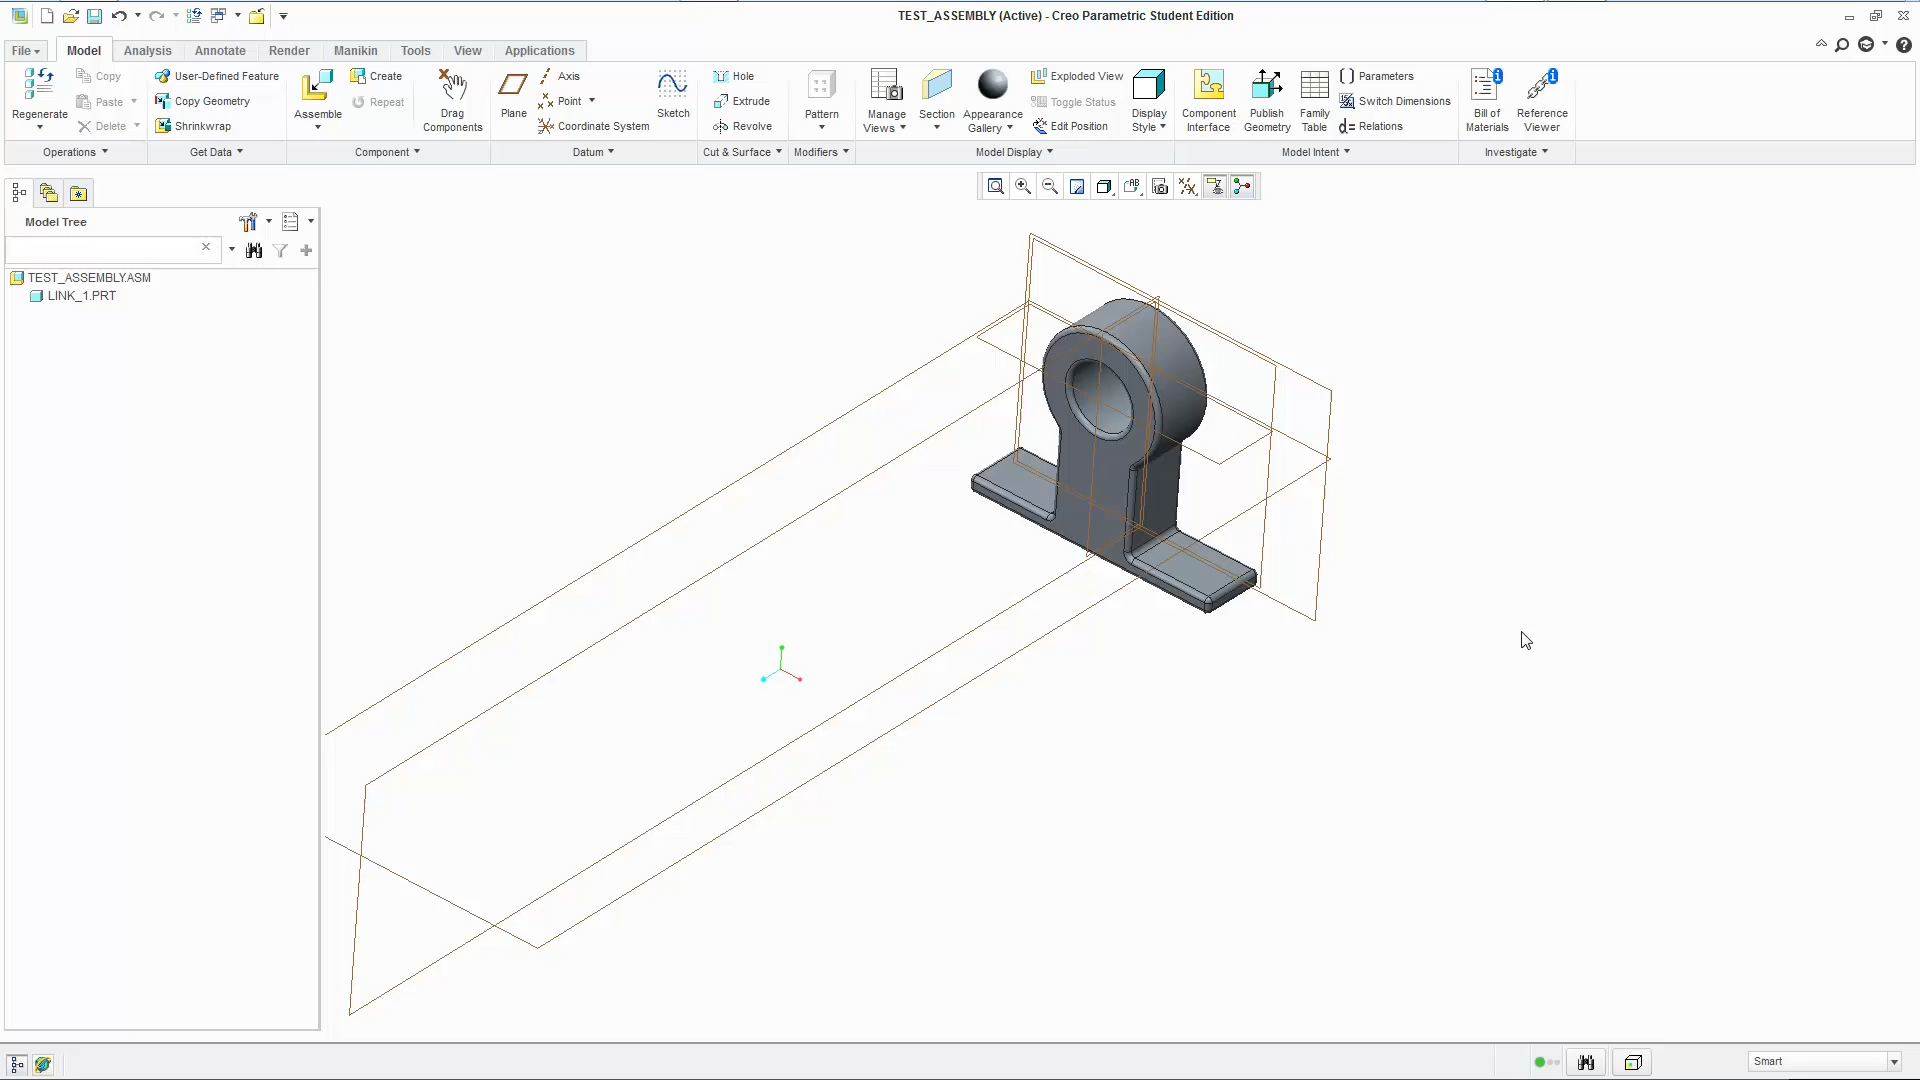 TEST_ASSEMBLY (Active) - Creo Parametric Student Edition
File Model Analysis Annotate Render Manikin Tools View Applications
Regenerate
Copy
Paste
Delete
Operations
User-Defined Feature
Copy Geometry
Shrinkwrap
Get Data
Assemble
Create
Repeat
Drag
Components
Component
Plane
Axis
Point
Coordinate System
Sketch
Datum
Hole
Extrude
Revolve
Cut & Surface
Pattern
Modifiers
Manage
Views
Section
Appearance
Gallery
Exploded View
Toggle Status
Edit Position
Display
Style
Model Display
Component
Interface
Publish
Geometry
Family
Table
Parameters
Switch Dimensions
Relations
Model Intent
Bill of
Materials
Reference
Viewer
Investigate
Model Tree
TEST_ASSEMBLY.ASM
LINK_1.PRT
Smart